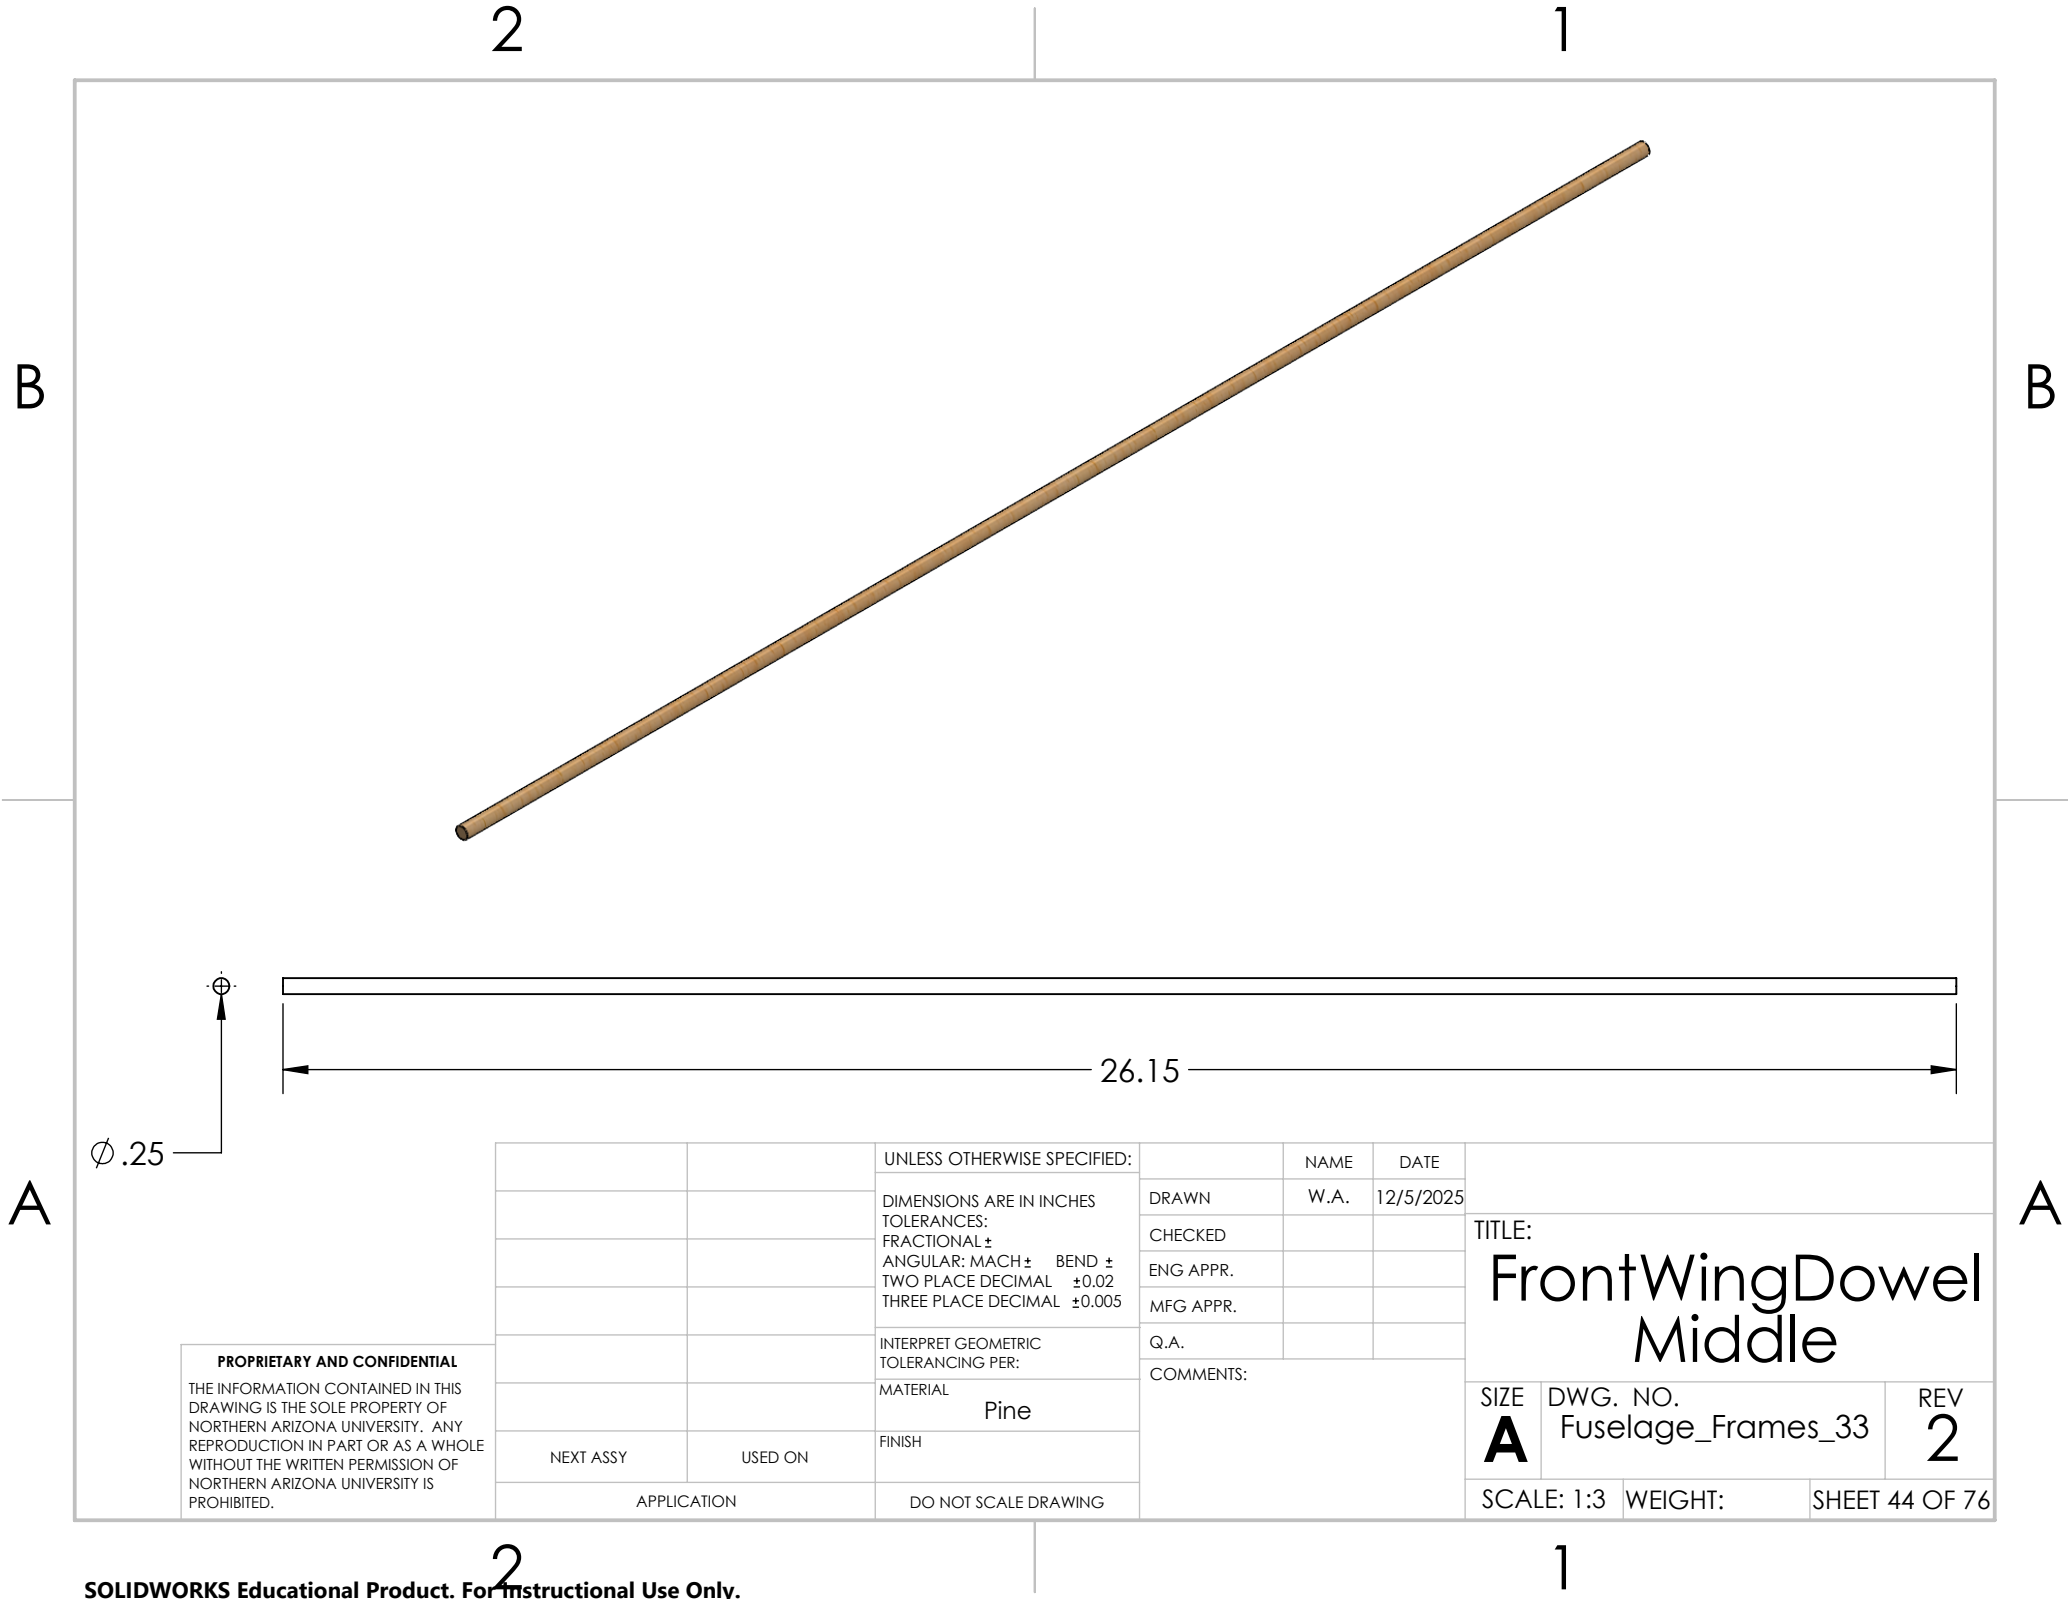 2
1
B
B
26.15
∅.25
A
A
UNLESS OTHERWISE SPECIFIED:
DIMENSIONS ARE IN INCHES
TOLERANCES:
FRACTIONAL ±
ANGULAR: MACH ± BEND ±
TWO PLACE DECIMAL ±0.02
THREE PLACE DECIMAL ±0.005
INTERPRET GEOMETRIC
TOLERANCING PER:
MATERIAL
Pine
FINISH
DO NOT SCALE DRAWING
NAME DATE
DRAWN W.A. 12/5/2025
CHECKED
ENG APPR.
MFG APPR.
Q.A.
COMMENTS:
TITLE:
FrontWingDowel
Middle
SIZE DWG. NO. REV
A Fuselage_Frames_33 2
SCALE: 1:3 WEIGHT: SHEET 44 OF 76
PROPRIETARY AND CONFIDENTIAL
THE INFORMATION CONTAINED IN THIS
DRAWING IS THE SOLE PROPERTY OF
NORTHERN ARIZONA UNIVERSITY. ANY
REPRODUCTION IN PART OR AS A WHOLE
WITHOUT THE WRITTEN PERMISSION OF
NORTHERN ARIZONA UNIVERSITY IS
PROHIBITED.
NEXT ASSY USED ON
APPLICATION
2
1
SOLIDWORKS Educational Product. For Instructional Use Only.